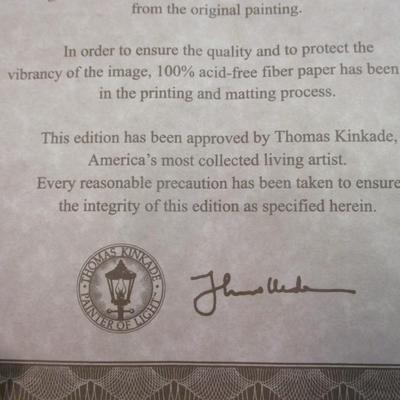 from the original painting.
In order to ensure the quality and to protect the
vibrancy of the image, 100% acid-free fiber paper has been
in the printing and matting process.
This edition has been approved by Thomas Kinkade,
America's most collected living artist.
Every reasonable precaution has been taken to ensure
the integrity of this edition as specified herein.
THOMAS KINKADE
PAINTER OF LIGHT